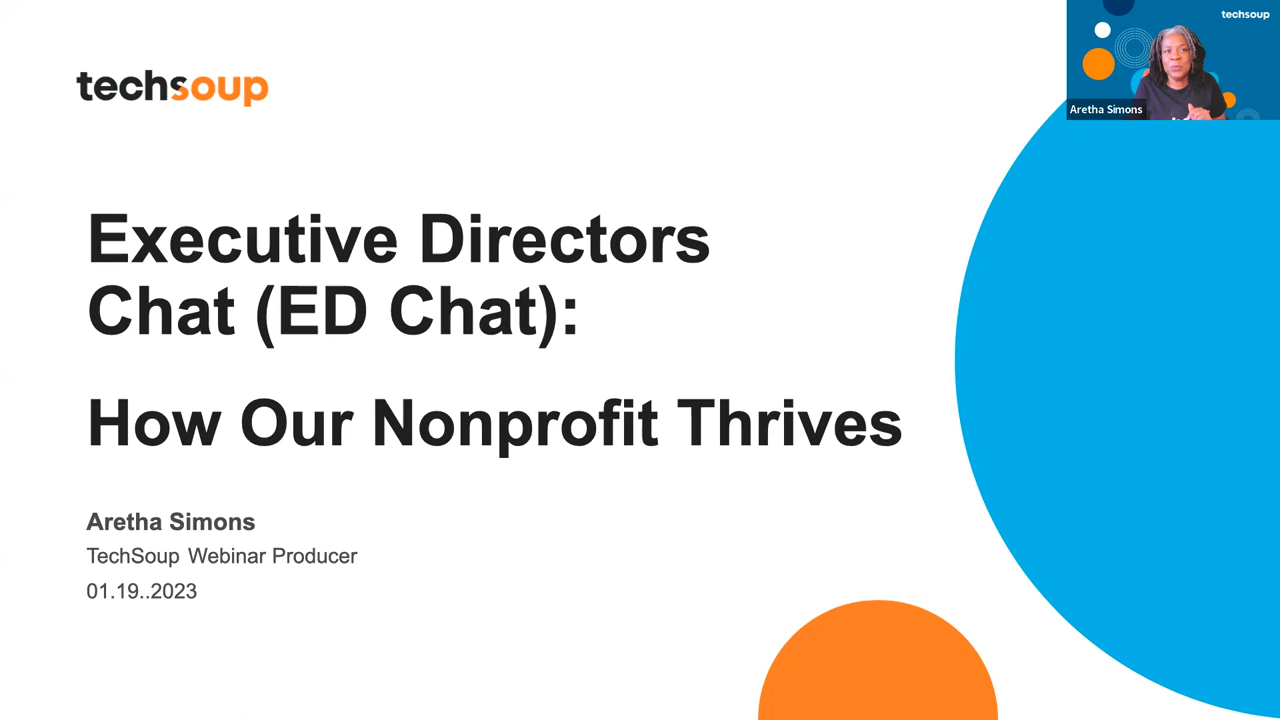 techsoup
techsoup
Aretha Simons
Executive Directors
Chat (ED Chat):
How Our Nonprofit Thrives
Aretha Simons
TechSoup Webinar Producer
01.19..2023